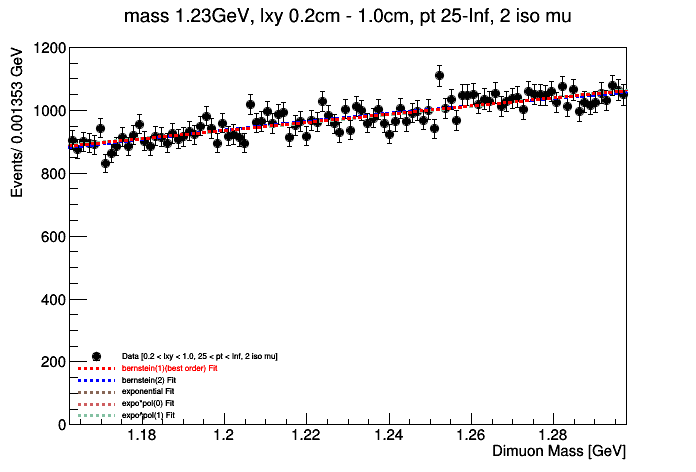 mass 1.23GeV, lxy 0.2cm - 1.0cm, pt 25-Inf, 2 iso mu
Events/ 0.001353 GeV
1200
1000
800
600
400
200
0
Data [0.2 < lxy < 1.0, 25 < pt < Inf, 2 iso mu]
bernstein(1)(best order) Fit
bernstein(2) Fit
exponential Fit
expo*pol(0) Fit
expo*pol(1) Fit
1.18 1.2 1.22 1.24 1.26 1.28
Dimuon Mass [GeV]